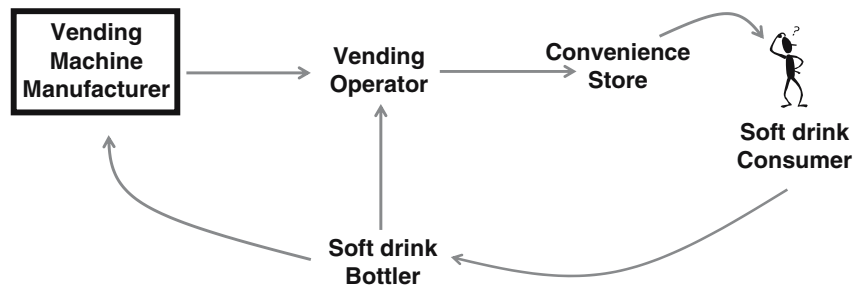 Vending
Machine
Manufacturer
Vending
Operator
Convenience
Store
?
Soft drink
Consumer
Soft drink
Bottler